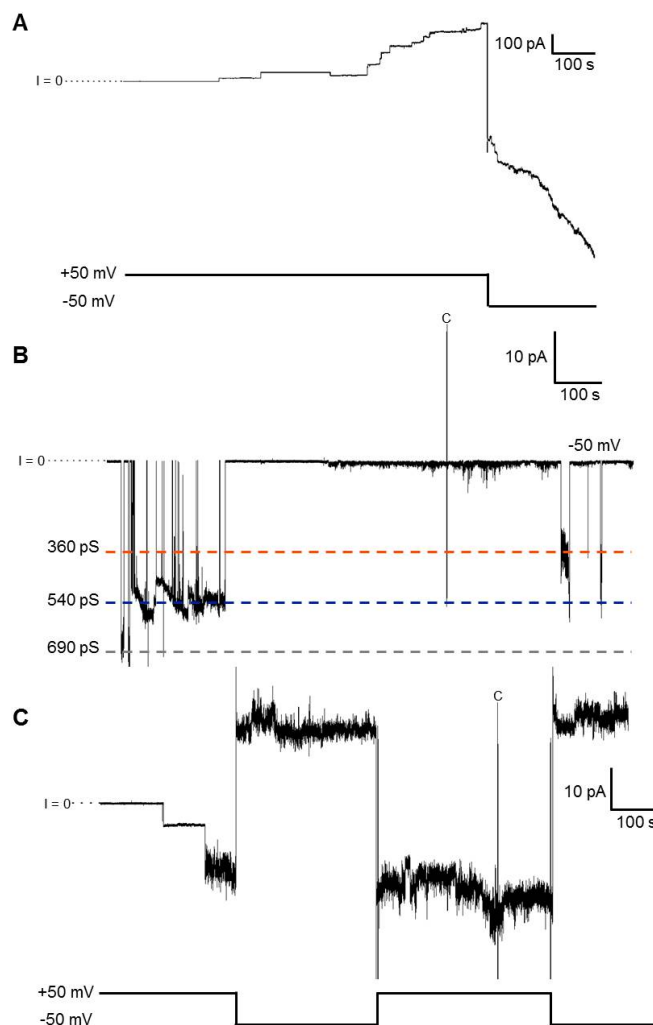 A
100 pA
100 s
I = 0
+50 mV
-50 mV
C
B
10 pA
100 s
I = 0
-50 mV
360 pS
540 pS
690 pS
C
C
10 pA
100 s
I = 0
+50 mV
-50 mV